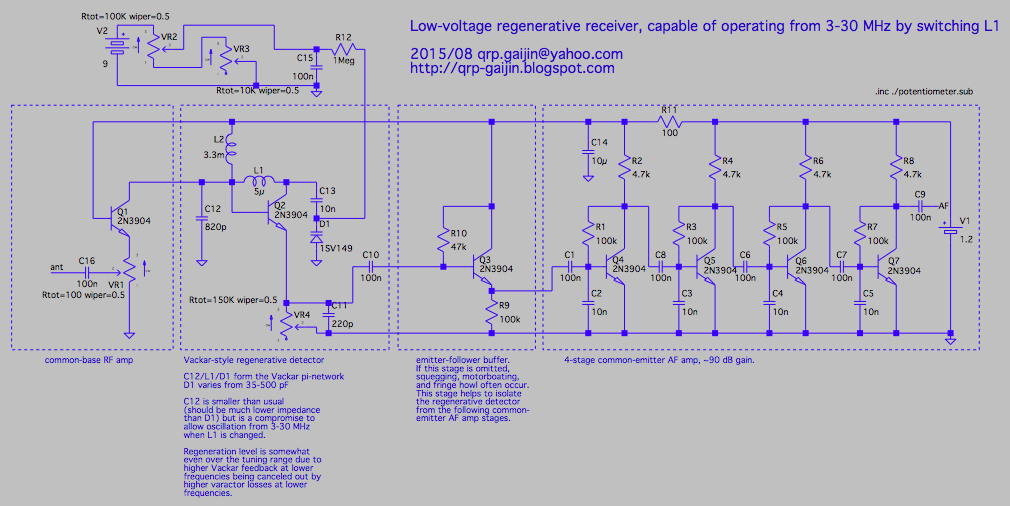 Rtot=100K wiper=0.5
V2
9
VR2
VR3
Rtot=10K wiper=0.5
C15
100n
R12
1Meg
Low-voltage regenerative receiver, capable of operating from 3-30 MHz by switching L1
2015/08 qrp.gaijin@yahoo.com
http://qrp-gaijin.blogspot.com
.inc ./potentiometer.sub
Q1
2N3904
ant
C16
100n
VR1
Rtot=100 wiper=0.5
L2
3.3m
L1
5µ
C12
820p
Q2
2N3904
C13
10n
D1
1SV149
Rtot=150K wiper=0.5
VR4
C11
220p
C10
100n
R10
47k
Q3
2N3904
R9
100k
R11
100
C14
10µ
R2
4.7k
R4
4.7k
R6
4.7k
R8
4.7k
C9
100n
AF
V1
1.2
R1
100k
R3
100k
R5
100k
R7
100k
C1
100n
Q4
2N3904
C8
100n
Q5
2N3904
C6
100n
Q6
2N3904
C7
100n
Q7
2N3904
C2
10n
C3
10n
C4
10n
C5
10n
common-base RF amp
Vackar-style regenerative detector
C12/L1/D1 form the Vackar pi-network
D1 varies from 35-500 pF
C12 is smaller than usual
(should be much lower impedance
than D1) but is a compromise to
allow oscillation from 3-30 MHz
when L1 is changed.
Regeneration level is somewhat
even over the tuning range due to
higher Vackar feedback at lower
frequencies being canceled out by
higher varactor losses at lower
frequencies.
emitter-follower buffer.
If this stage is omitted,
squegging, motorboating,
and fringe howl often occur.
This stage helps to isolate
the regenerative detector
from the following common-
emitter AF amp stages.
4-stage common-emitter AF amp, ~90 dB gain.